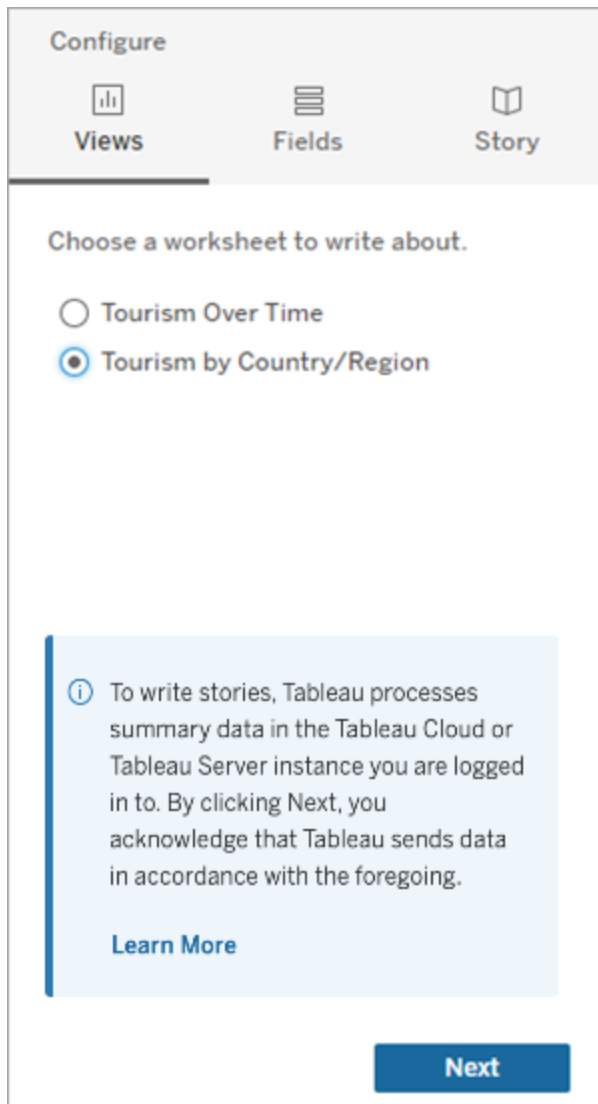 Configure
Views Fields Story
Choose a worksheet to write about.
Tourism Over Time
Tourism by Country/Region
To write stories, Tableau processes
summary data in the Tableau Cloud or
Tableau Server instance you are logged
in to. By clicking Next, you
acknowledge that Tableau sends data
in accordance with the foregoing.
Learn More
Next